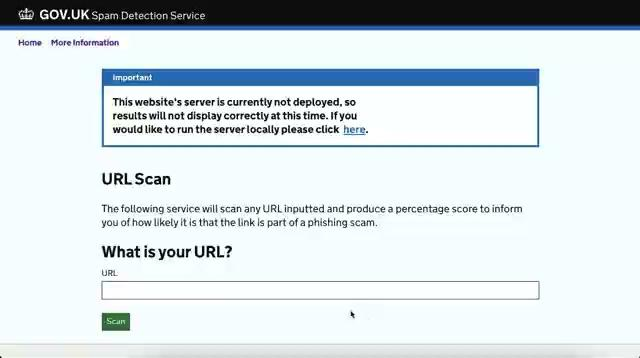 GOV.UK Spam Detection Service
Home More Information
Important
This website's server is currently not deployed, so
results will not display correctly at this time. If you
would like to run the server locally please click here.
URL Scan
The following service will scan any URL inputted and produce a percentage score to inform
you of how likely it is that the link is part of a phishing scam.
What is your URL?
URL
Scan